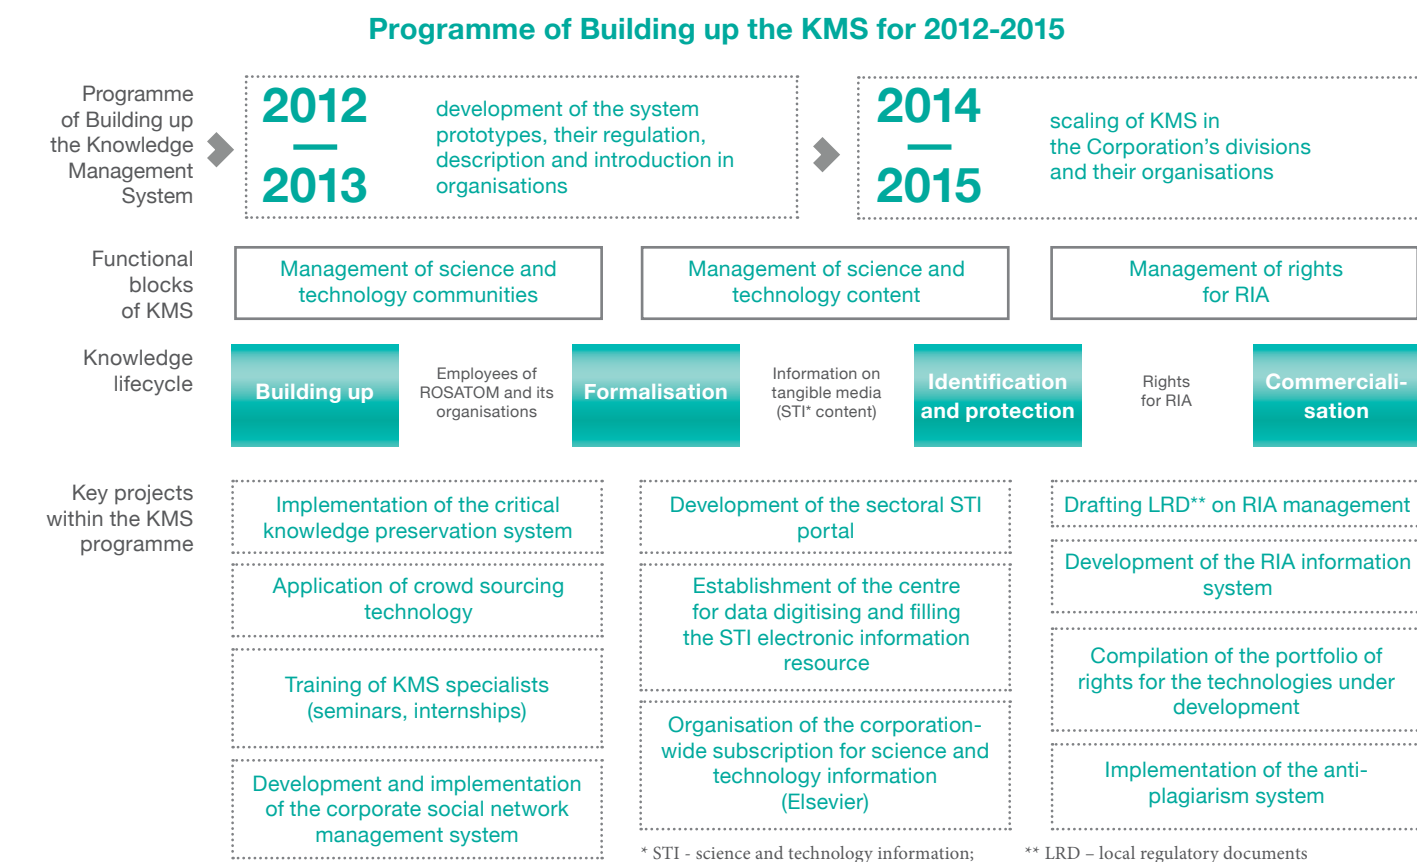 Programme of Building up the KMS for 2012-2015
Programme
of Building up
the Knowledge
Management
System
2012
—
2013
development of the system
prototypes, their regulation,
description and introduction in
organisations
2014
—
2015
scaling of KMS in
the Corporation's divisions
and their organisations
Functional
blocks
of KMS
Management of science and
technology communities
Management of science and
technology content
Management of rights
for RIA
Knowledge
lifecycle
Building up
Employees of
ROSATOM and its
organisations
Formalisation
Information on
tangible media
(STI* content)
Identification
and protection
Rights
for RIA
Commerciali-
sation
Key projects
within the KMS
programme
Implementation of the critical
knowledge preservation system
Application of crowd sourcing
technology
Training of KMS specialists
(seminars, internships)
Development and implementation
of the corporate social network
management system
Development of the sectoral STI
portal
Establishment of the centre
for data digitising and filling
the STI electronic information
resource
Organisation of the corporation-
wide subscription for science and
technology information
(Elsevier)
Drafting LRD** on RIA management
Development of the RIA information
system
Compilation of the portfolio of
rights for the technologies under
development
Implementation of the anti-
plagiarism system
* STI - science and technology information;
** LRD – local regulatory documents